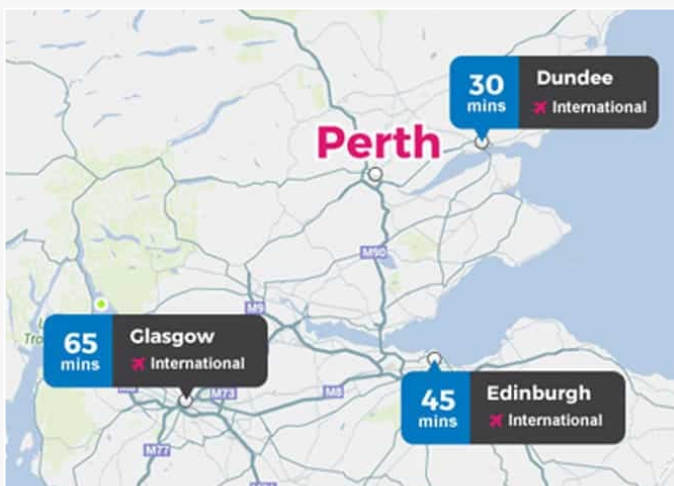 30
mins
Dundee
International
Perth
M90
M9
65
mins
Glasgow
International
M73
M8
45
mins
Edinburgh
International
M77